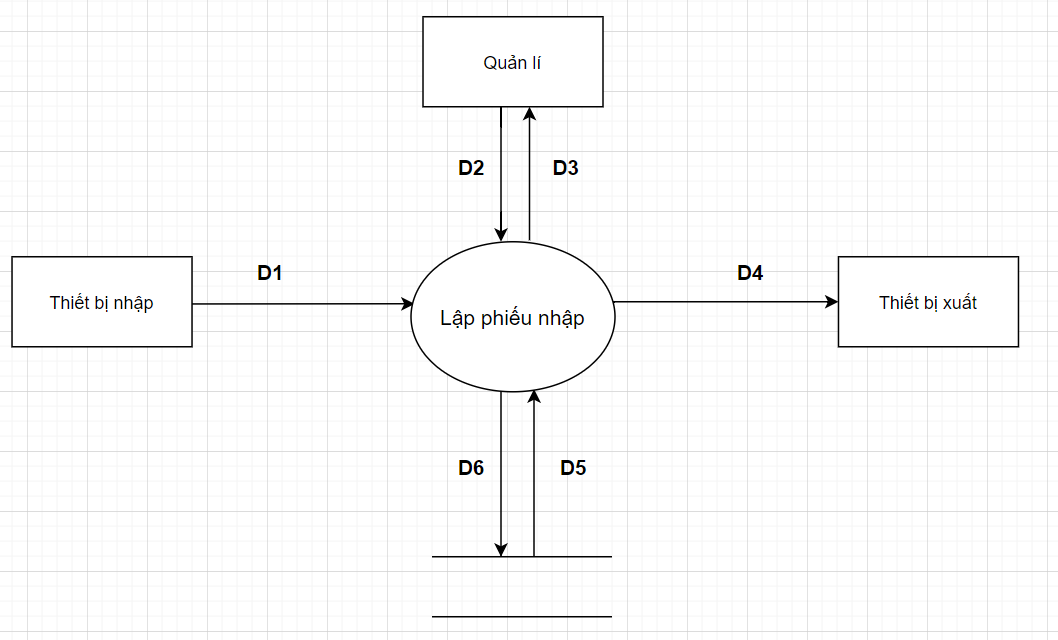 Quản lí
D2
D3
D1
D4
Thiết bị nhập
Lập phiếu nhập
Thiết bị xuất
D6
D5